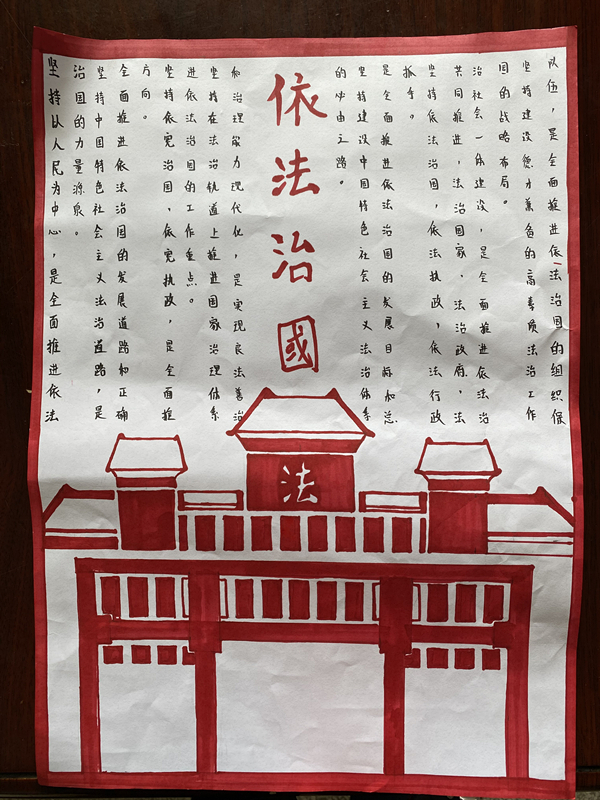 依法治國
坚持以人民为中心，是全面推进依法
治国的力量源泉。
坚持中国特色社会主义法治道路，是
全面推进依法治国的发展道路和正确
方向。
坚持依宪治国、依宪执政，是全面推
进依法治国的工作重点。
坚持在法治轨道上推进国家治理体系
和治理能力现代化，是实现良法善治
的必由之路。
坚持建设中国特色社会主义法治体系
是全面推进依法治国的发展目标和总
抓手。
坚持依法治国，依法执政，依法行政
共同推进，法治国家、法治政府、法
治社会一体建设，是全面推进依法治
国的战略布局。
坚持建设德才兼备的高素质法治工作
队伍，是全面推进依法治国的组织保
法